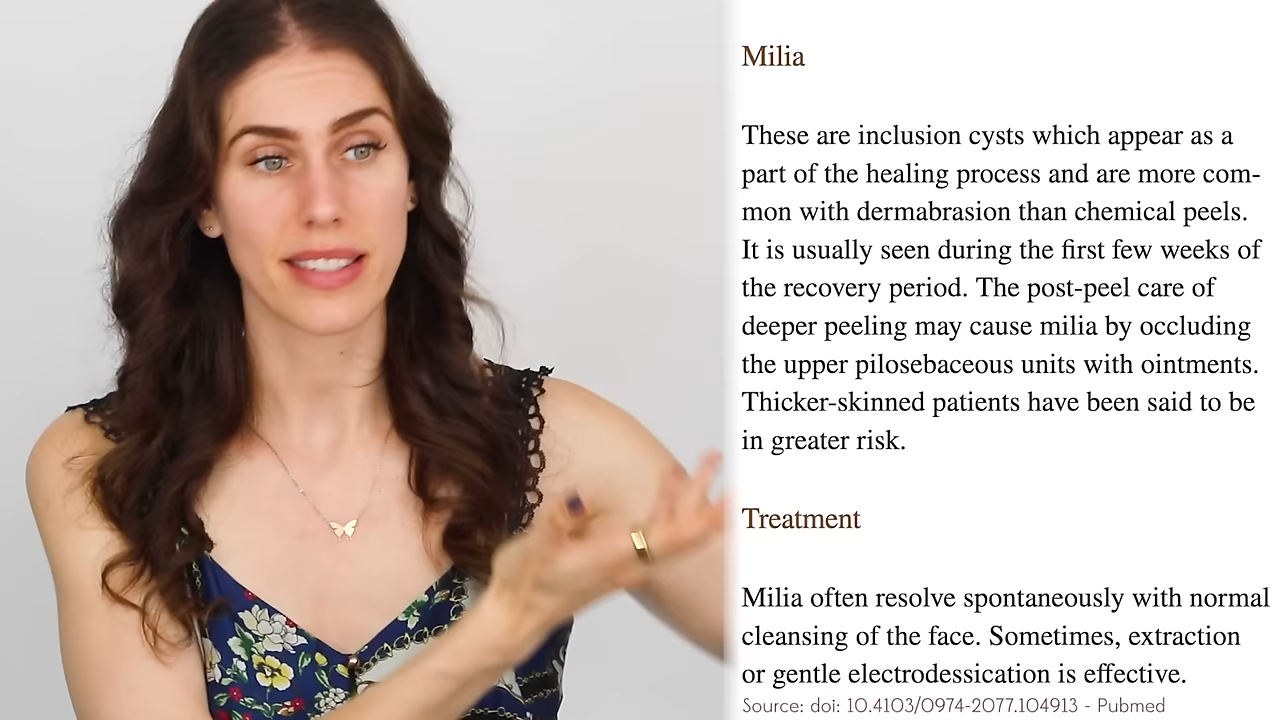 Milia
These are inclusion cysts which appear as a
part of the healing process and are more com-
mon with dermabrasion than chemical peels.
It is usually seen during the first few weeks of
the recovery period. The post-peel care of
deeper peeling may cause milia by occluding
the upper pilosebaceous units with ointments.
Thicker-skinned patients have been said to be
in greater risk.
Treatment
Milia often resolve spontaneously with normal
cleansing of the face. Sometimes, extraction
or gentle electrodessication is effective.
Source: doi: 10.4103/0974-2077.104913 - Pubmed